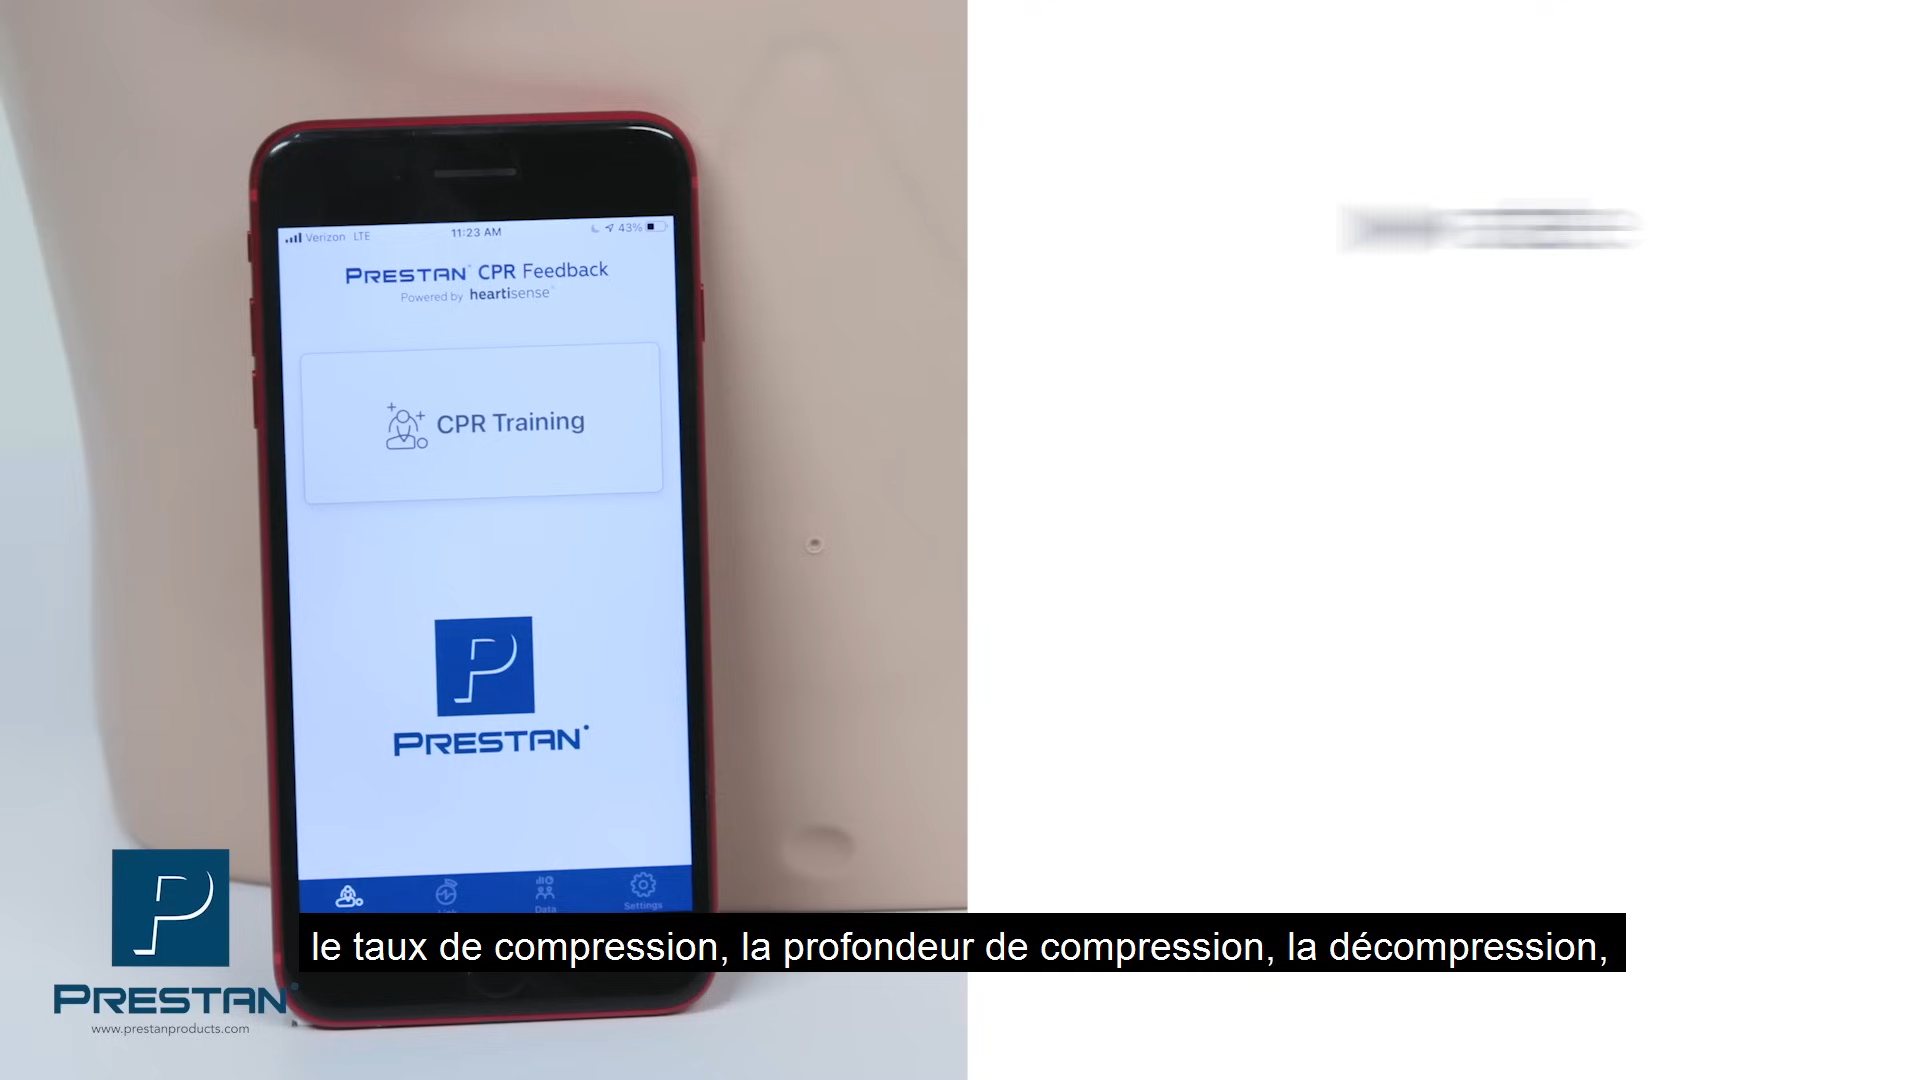 Verizon LTE
11:23 AM
43%
PRESTAN CPR Feedback
Powered by heartisense
CPR Training
P
PRESTAN
Data
Settings
le taux de compression, la profondeur de compression, la décompression,
P
PRESTAN
www.prestanproducts.com